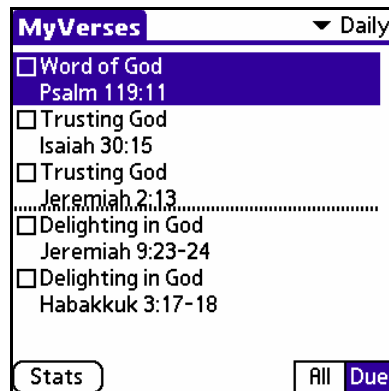 MyVerses Daily
Word of God
Psalm 119:11
Trusting God
Isaiah 30:15
Trusting God
Jeremiah 2:13
Delighting in God
Jeremiah 9:23-24
Delighting in God
Habakkuk 3:17-18
Stats All Due